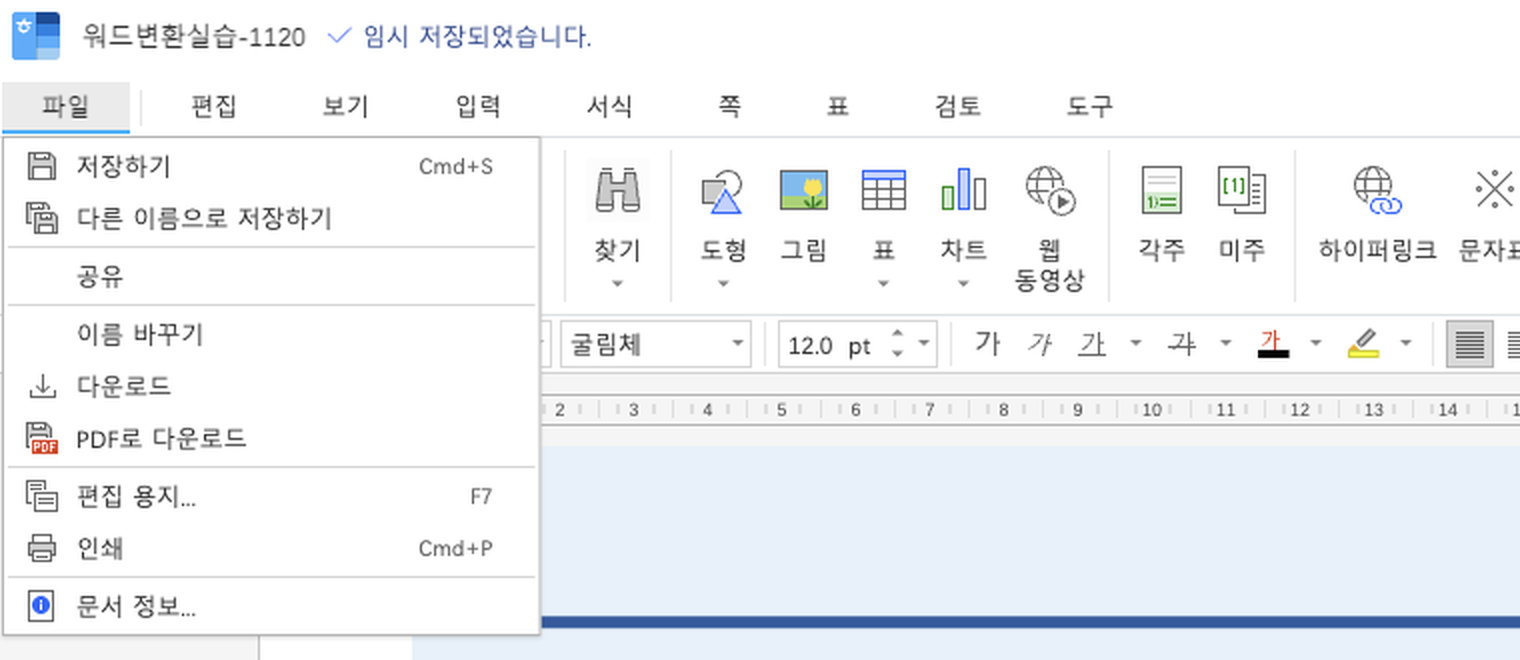 워드변환실습-1120 임시 저장되었습니다.
파일 편집 보기 입력 서식 쪽 표 검토 도구
저장하기 Cmd+S
다른 이름으로 저장하기
공유
이름 바꾸기
다운로드
PDF로 다운로드
편집 용지... F7
인쇄 Cmd+P
문서 정보...
찾기 도형 그림 표 차트 웹 동영상 각주 미주 하이퍼링크 문자표
굴림체 12.0 pt 가 가 가 가 가
2 3 4 5 6 7 8 9 10 11 12 13 14